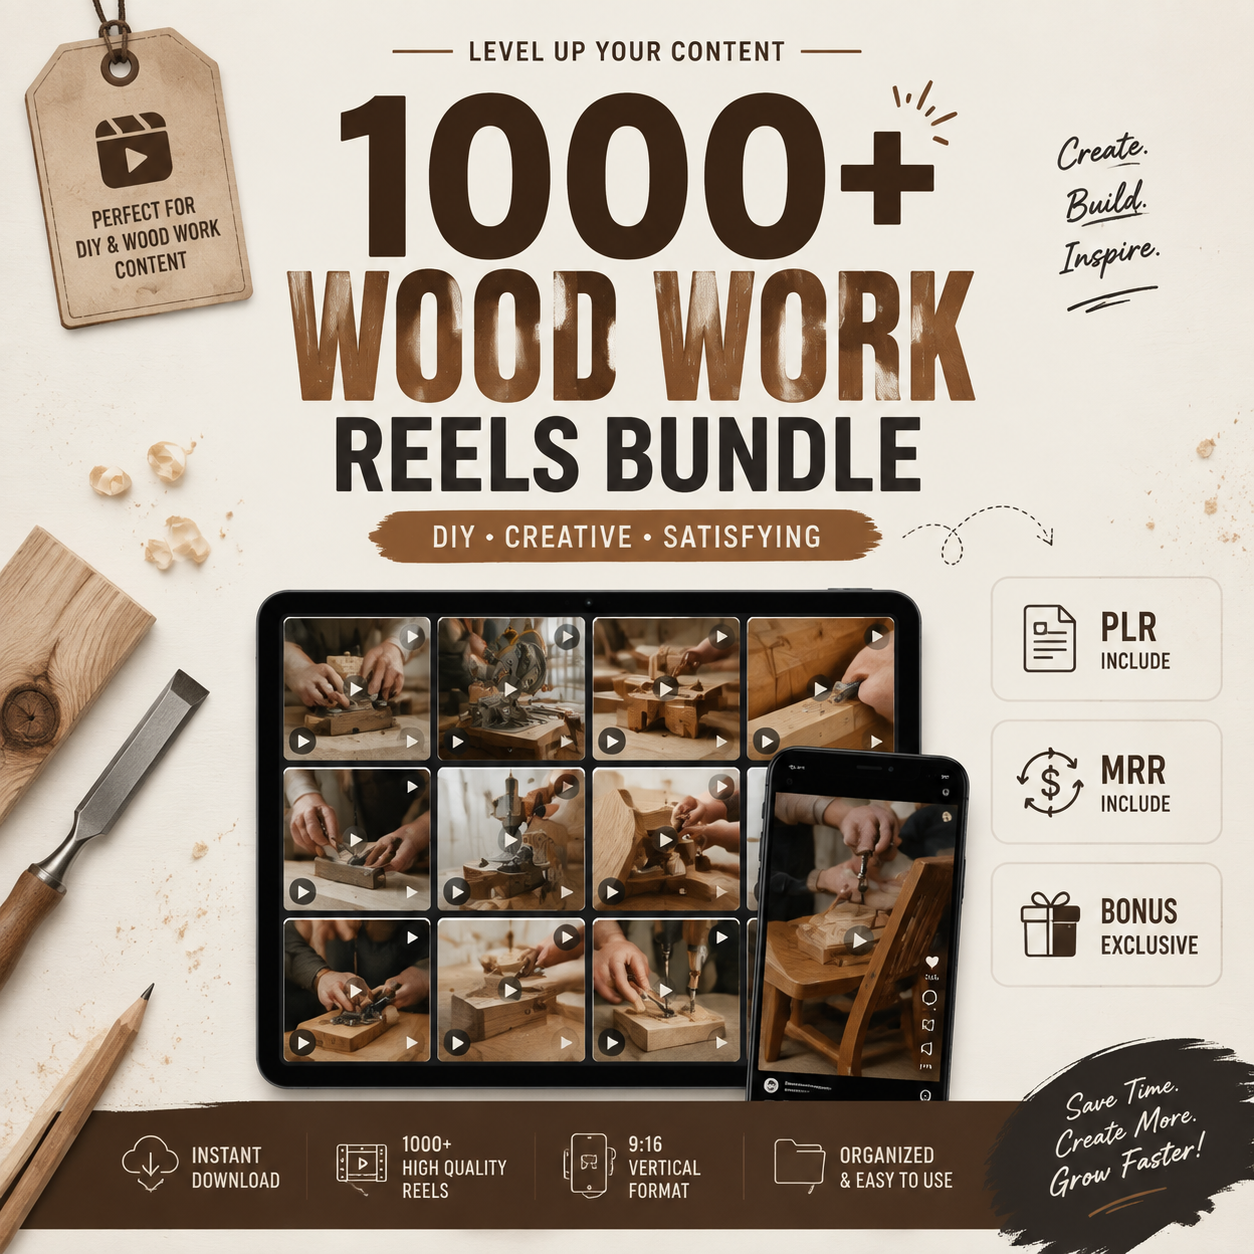 LEVEL UP YOUR CONTENT
1000+
WOOD WORK
REELS BUNDLE
DIY • CREATIVE • SATISFYING
PERFECT FOR
DIY & WOOD WORK
CONTENT
Create.
Build.
Inspire.
PLR
INCLUDE
MRR
INCLUDE
BONUS
EXCLUSIVE
INSTANT
DOWNLOAD
1000+
HIGH QUALITY
REELS
9:16
VERTICAL
FORMAT
ORGANIZED
& EASY TO USE
Save Time.
Create More.
Grow Faster!